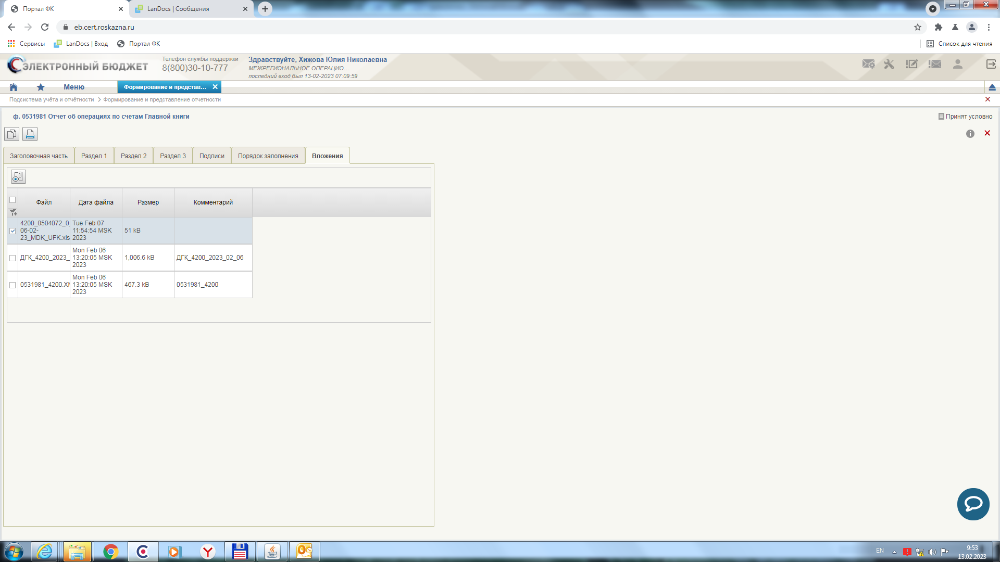 Портал ФК
LanDocs | Сообщения
eb.cert.roskazna.ru
Сервисы
LanDocs | Вход
Портал ФК
Список для чтения
ЭЛЕКТРОННЫЙ БЮДЖЕТ
Телефон службы поддержки
8(800)30-10-777
Здравствуйте, Хижова Юлия Николаевна
МЕЖРЕГИОНАЛЬНОЕ ОПЕРАЦИО...
последний вход был 13-02-2023 07:09:59
Меню
Формирование и представ...
Подсистема учёта и отчётности > Формирование и представление отчетности
ф. 0531981 Отчет об операциях по счетам Главной книги
Принят условно
Заголовочная часть
Раздел 1
Раздел 2
Раздел 3
Подписи
Порядок заполнения
Вложения
Файл
Дата файла
Размер
Комментарий
4200_0504072_0_
06-02-
23_MDK_UFK.xls
Tue Feb 07
11:54:54 MSK
2023
51 kB
ДГК_4200_2023_
Mon Feb 06
13:20:05 MSK
2023
1,006.6 kB
ДГК_4200_2023_02_06
0531981_4200.XM
Mon Feb 06
13:20:05 MSK
2023
467.3 kB
0531981_4200
EN
9:53
13.02.2023